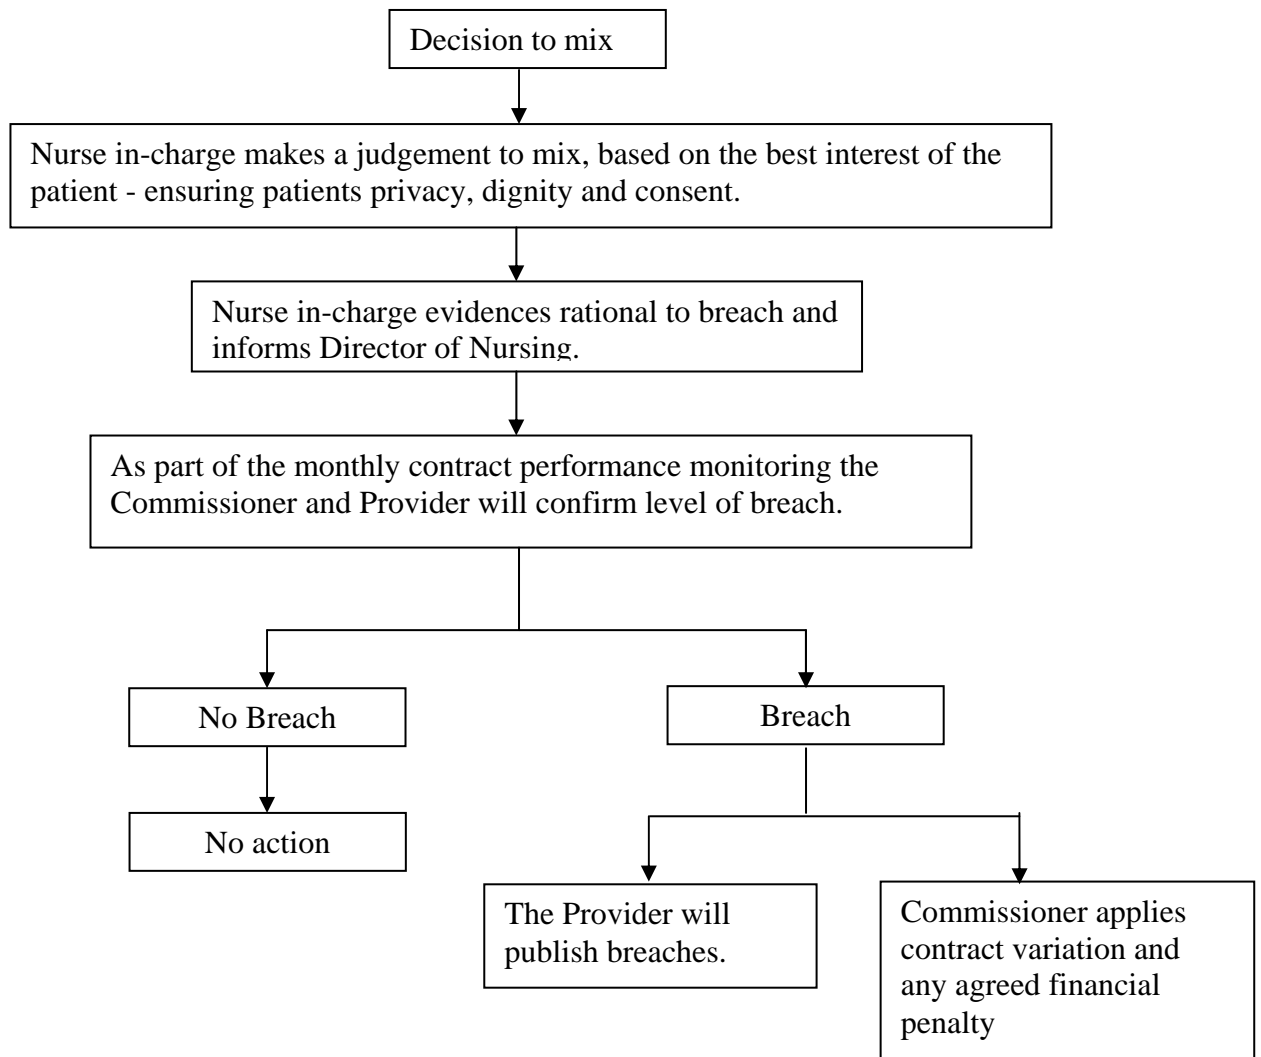 Decision to mix
Nurse in-charge makes a judgement to mix, based on the best interest of the
patient - ensuring patients privacy, dignity and consent.
Nurse in-charge evidences rational to breach and
informs Director of Nursing.
As part of the monthly contract performance monitoring the
Commissioner and Provider will confirm level of breach.
No Breach
Breach
No action
The Provider will
publish breaches.
Commissioner applies
contract variation and
any agreed financial
penalty